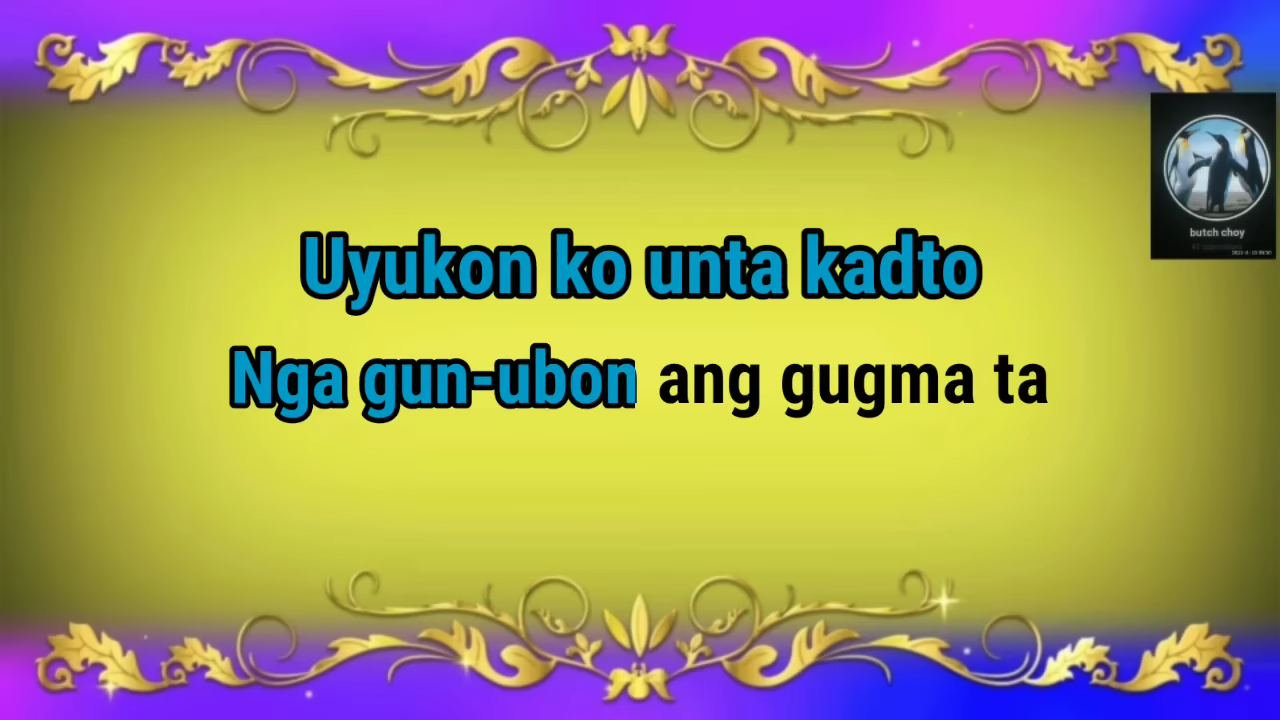 Uyukon ko unta kadto
Nga gun-ubon ang gugma ta
butch choy